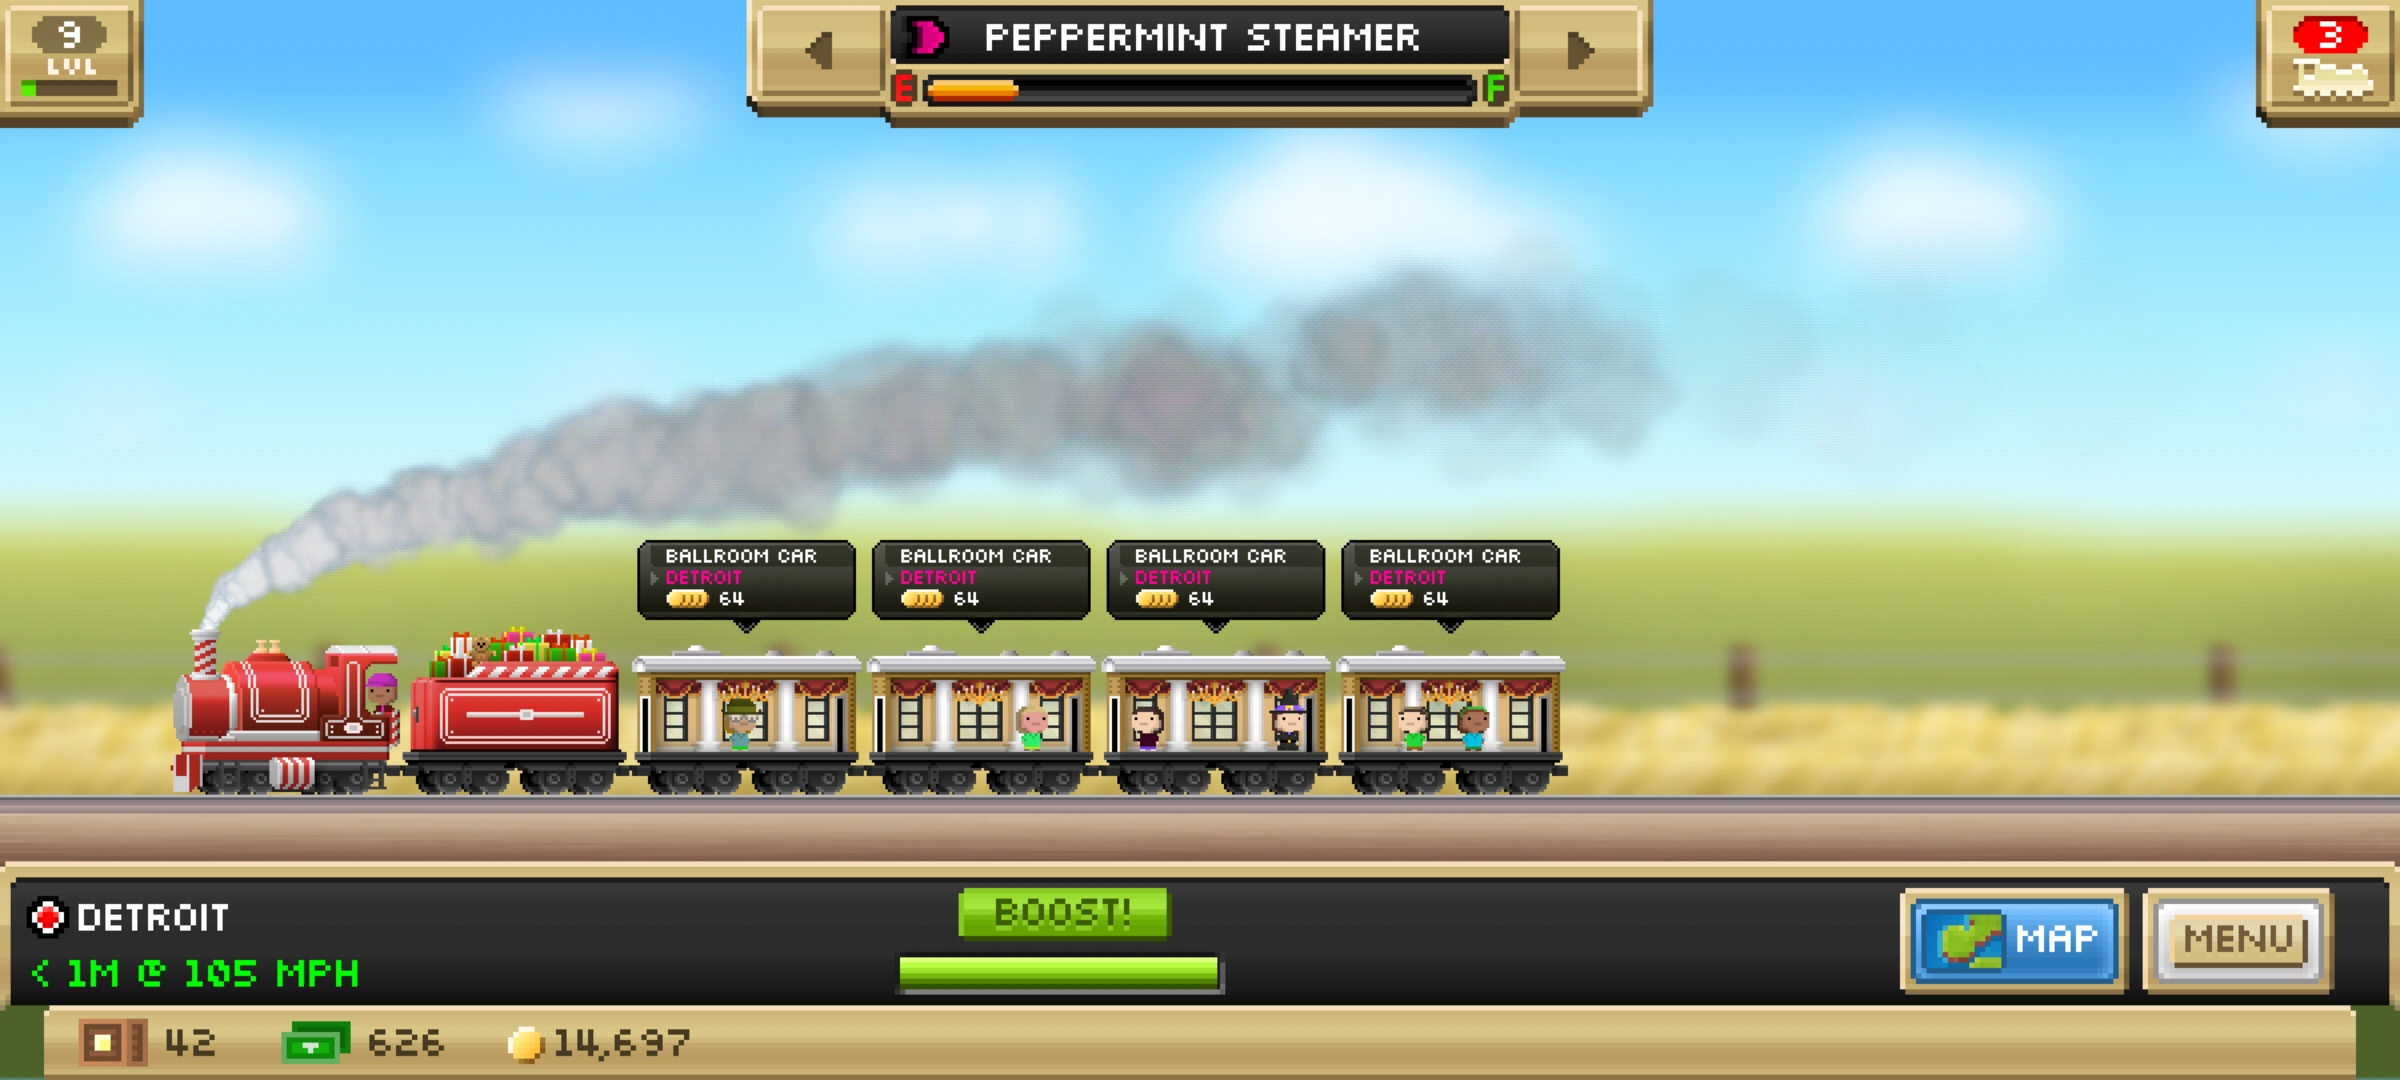 9
LVL
PEPPERMINT STEAMER
E F
3
BALLROOM CAR
DETROIT
64
BALLROOM CAR
DETROIT
64
BALLROOM CAR
DETROIT
64
BALLROOM CAR
DETROIT
64
DETROIT
< 1M @ 105 MPH
BOOST!
MAP
MENU
42
626
14,697